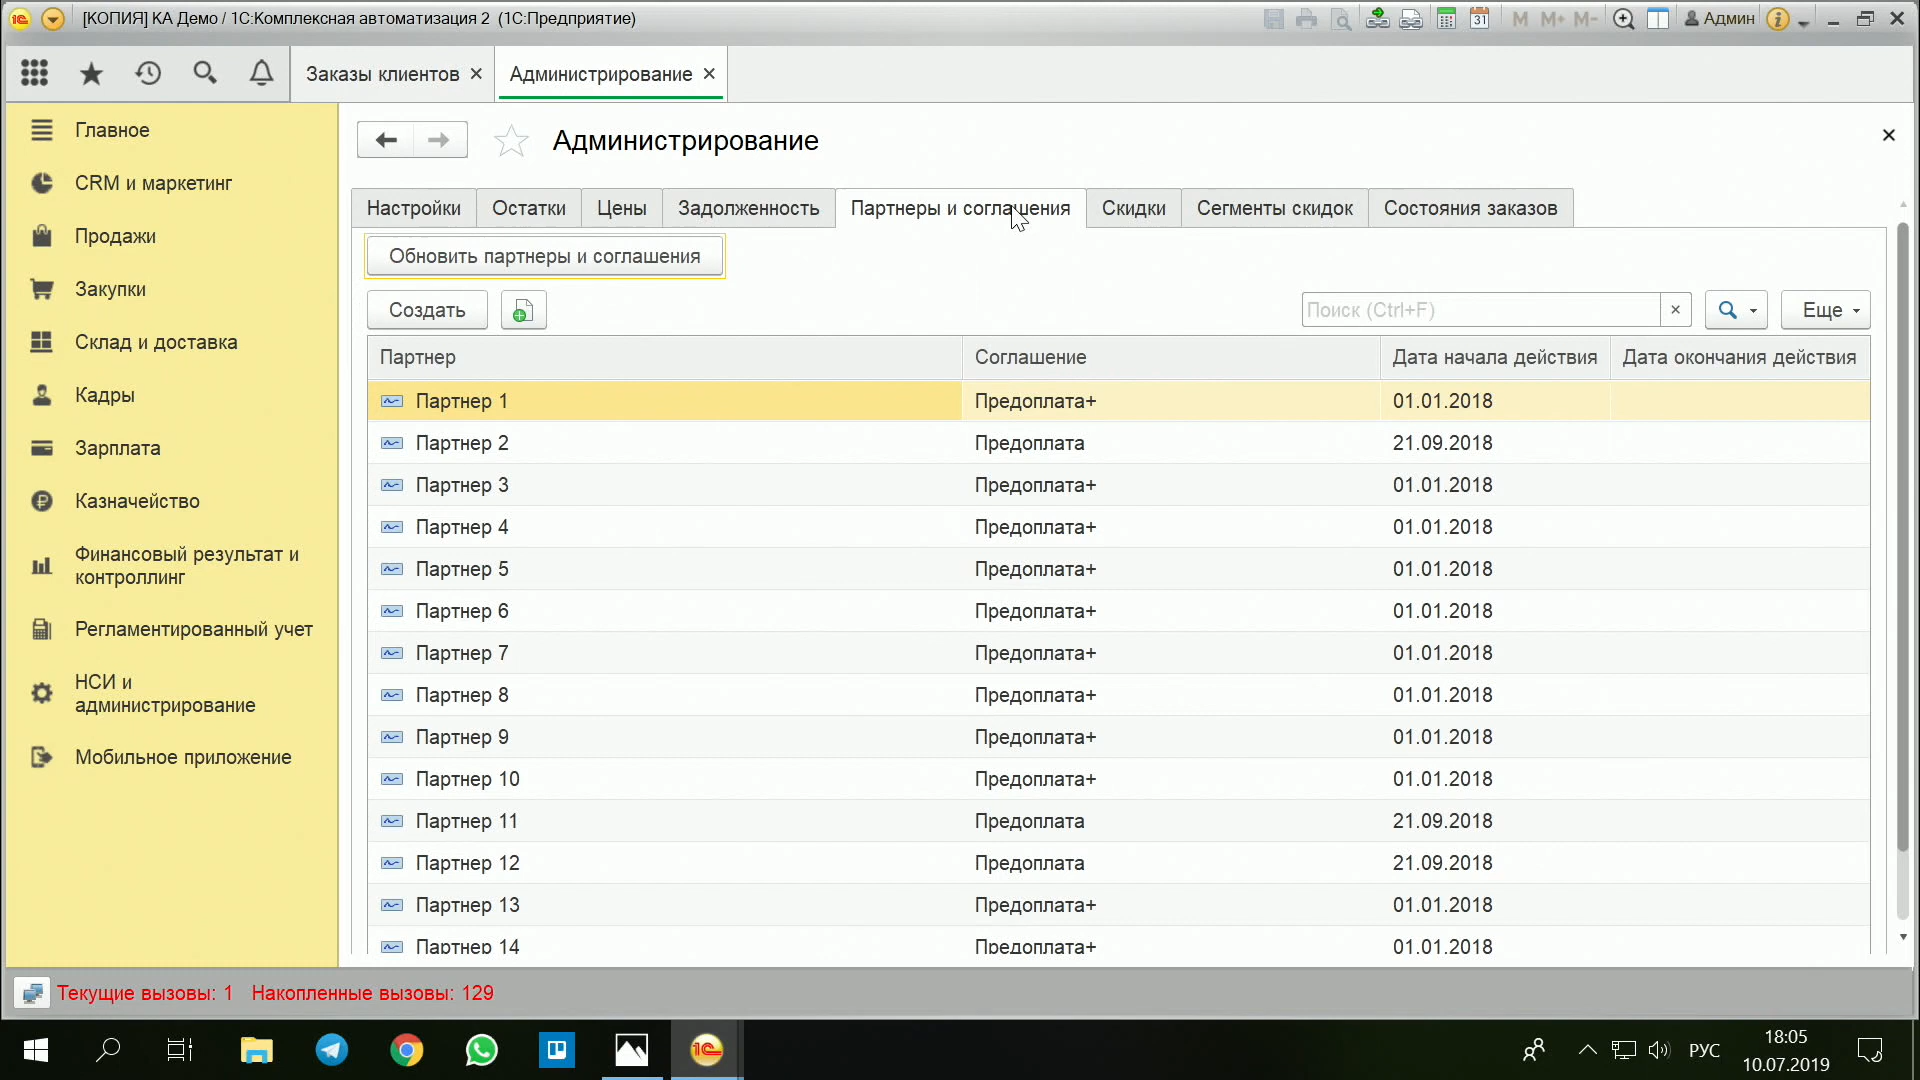 [КОПИЯ] КА Демо / 1С:Комплексная автоматизация 2 (1С:Предприятие)
31
M M+ M-
Админ
Заказы клиентов
Администрирование
Главное
CRM и маркетинг
Продажи
Закупки
Склад и доставка
Кадры
Зарплата
Казначейство
Финансовый результат и
контроллинг
Регламентированный учет
НСИ и
администрирование
Мобильное приложение
Администрирование
Настройки Остатки Цены Задолженность Партнеры и соглашения Скидки Сегменты скидок Состояния заказов
Обновить партнеры и соглашения
Создать
Поиск (Ctrl+F)
Еще
Партнер Соглашение Дата начала действия Дата окончания действия
Партнер 1 Предоплата+ 01.01.2018
Партнер 2 Предоплата 21.09.2018
Партнер 3 Предоплата+ 01.01.2018
Партнер 4 Предоплата+ 01.01.2018
Партнер 5 Предоплата+ 01.01.2018
Партнер 6 Предоплата+ 01.01.2018
Партнер 7 Предоплата+ 01.01.2018
Партнер 8 Предоплата+ 01.01.2018
Партнер 9 Предоплата+ 01.01.2018
Партнер 10 Предоплата+ 01.01.2018
Партнер 11 Предоплата 21.09.2018
Партнер 12 Предоплата 21.09.2018
Партнер 13 Предоплата+ 01.01.2018
Партнер 14 Предоплата+ 01.01.2018
Текущие вызовы: 1 Накопленные вызовы: 129
1С
РУС
18:05
10.07.2019